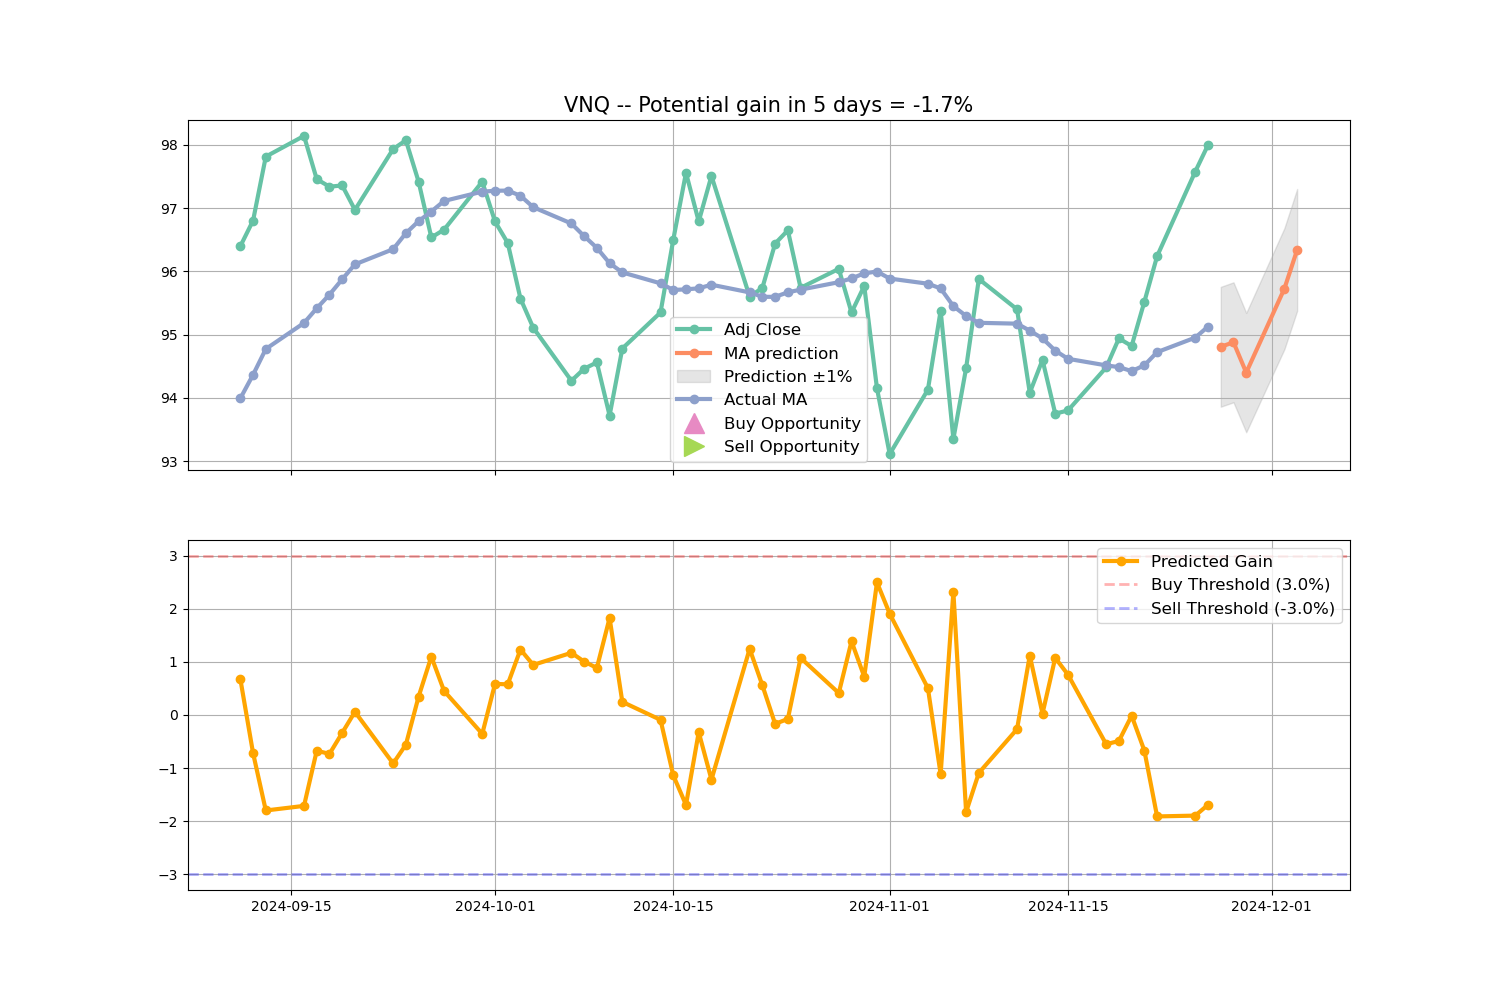 VNQ -- Potential gain in 5 days = -1.7%
98
97
96
95
94
93
Adj Close
MA prediction
Prediction ±1%
Actual MA
Buy Opportunity
Sell Opportunity
3
2
1
0
−1
−2
−3
Predicted Gain
Buy Threshold (3.0%)
Sell Threshold (-3.0%)
2024-09-15
2024-10-01
2024-10-15
2024-11-01
2024-11-15
2024-12-01